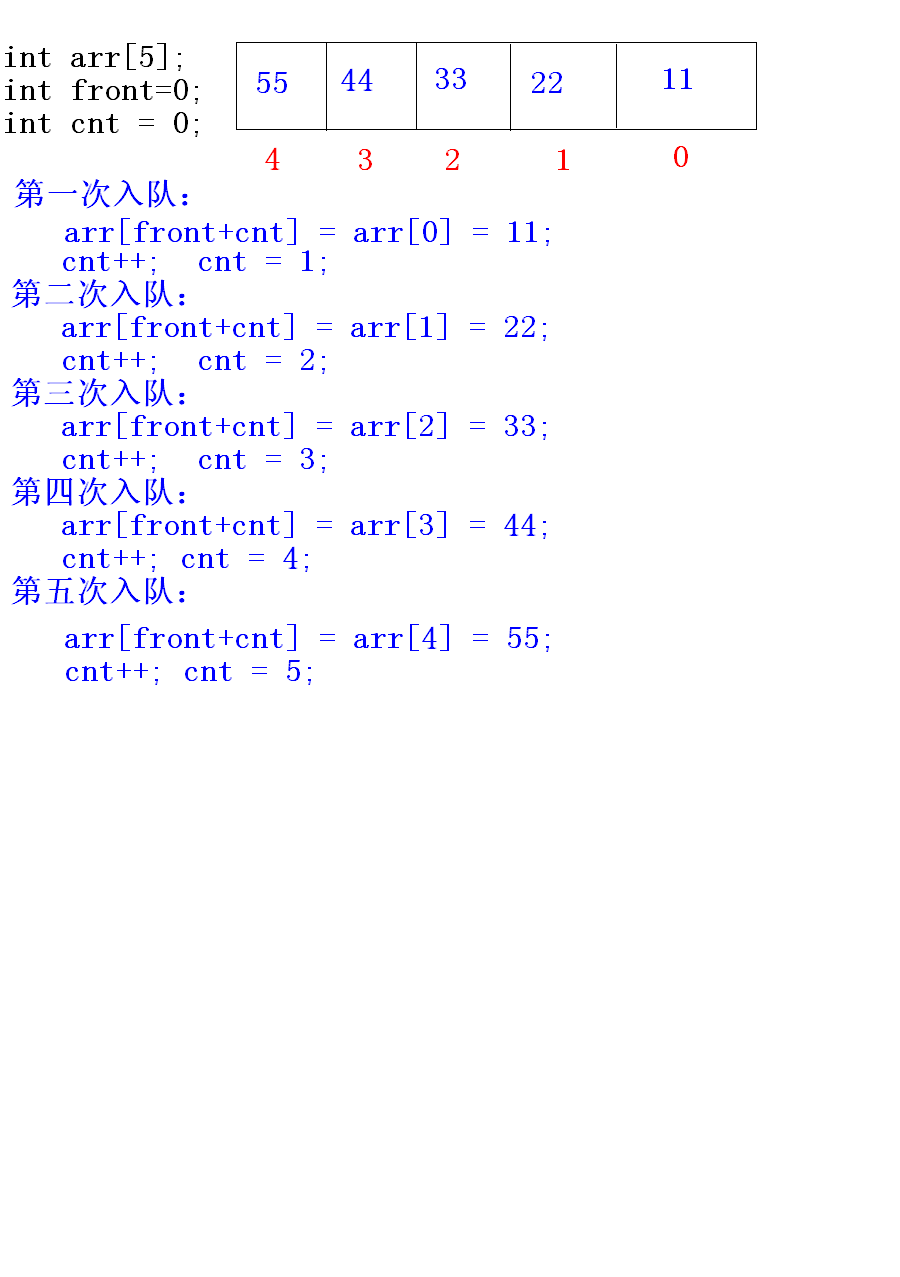 int arr[5];
int front=0;
int cnt = 0;
55 44 33 22 11
4 3 2 1 0
第一次入队：
arr[front+cnt] = arr[0] = 11;
cnt++; cnt = 1;
第二次入队：
arr[front+cnt] = arr[1] = 22;
cnt++; cnt = 2;
第三次入队：
arr[front+cnt] = arr[2] = 33;
cnt++; cnt = 3;
第四次入队：
arr[front+cnt] = arr[3] = 44;
cnt++; cnt = 4;
第五次入队：
arr[front+cnt] = arr[4] = 55;
cnt++; cnt = 5;